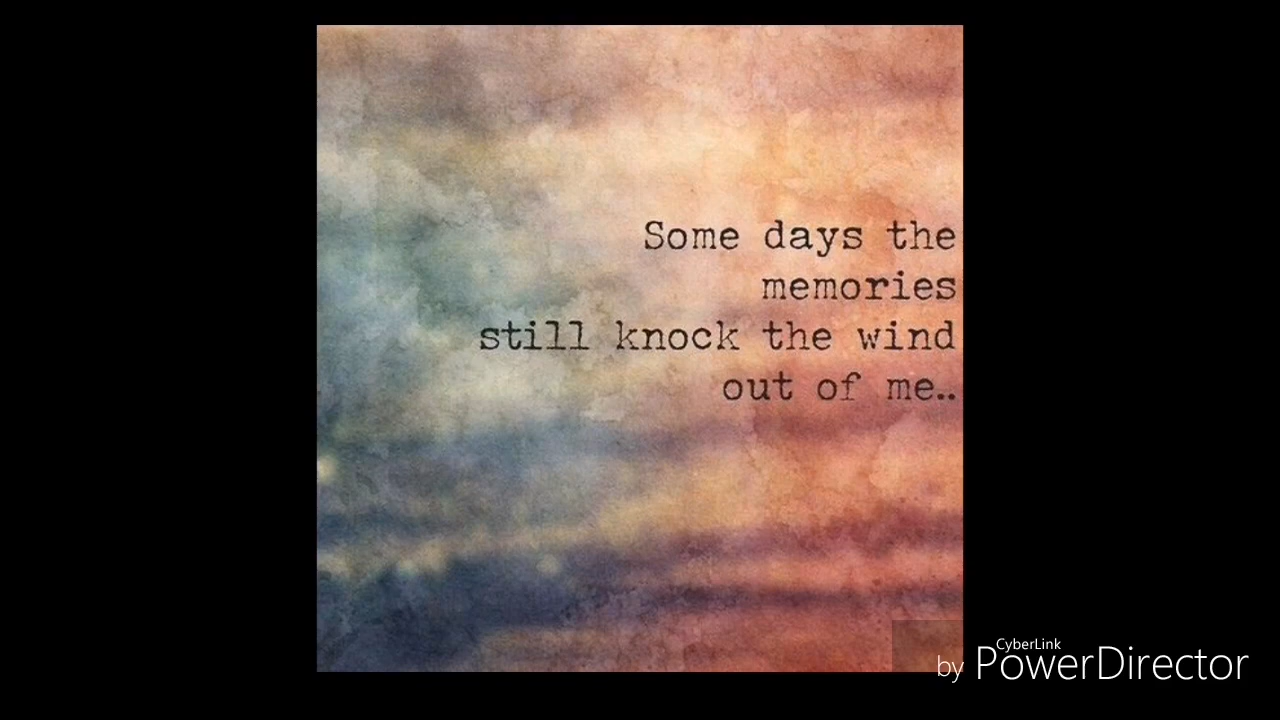 Some days the
memories
still knock the wind
out of me..
CyberLink
by PowerDirector